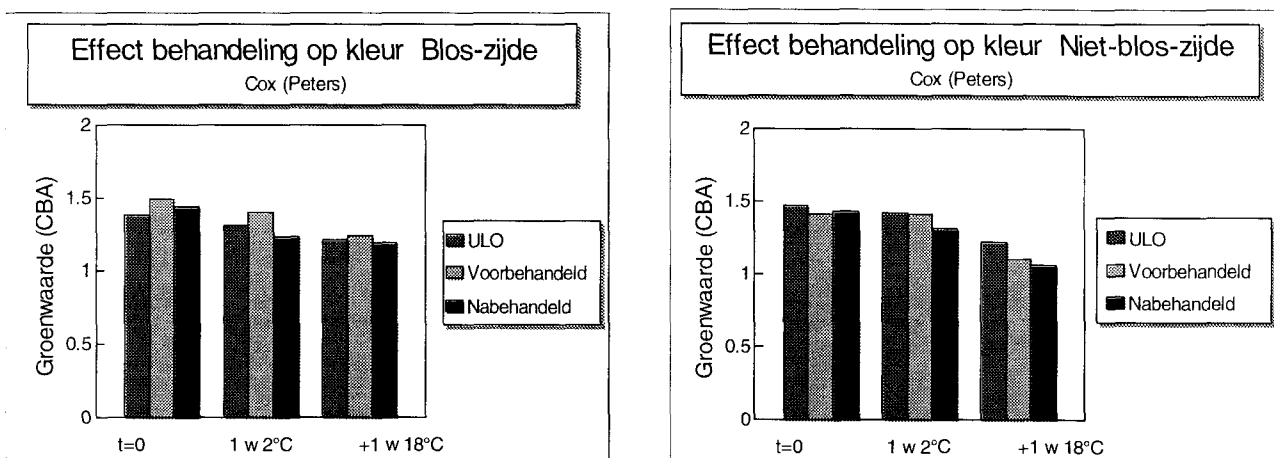 Effect behandeling op kleur Blos-zijde
Cox (Peters)
Groenwaarde (CBA)
2
1.5
1
0.5
0
t=0
1 w 2°C
+1 w 18°C
ULO
Voorbehandeld
Nabehandeld
Effect behandeling op kleur Niet-blos-zijde
Cox (Peters)
Groenwaarde (CBA)
2
1.5
1
0.5
0
t=0
1 w 2°C
+1 w 18°C
ULO
Voorbehandeld
Nabehandeld